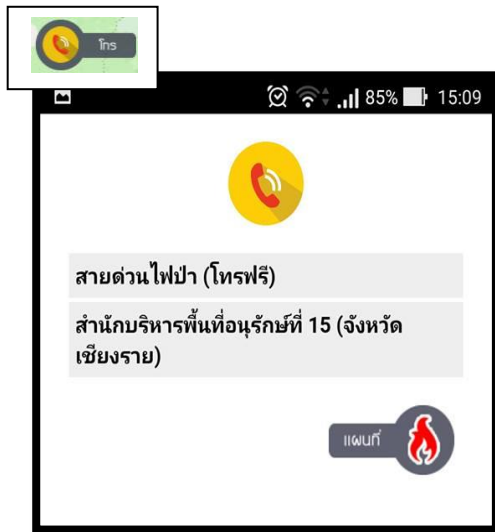 โทร
85% 15:09
สายด่วนไฟป่า (โทรฟรี)
สำนักบริหารพื้นที่อนุรักษ์ที่ 15 (จังหวัด
เชียงราย)
แผนที่